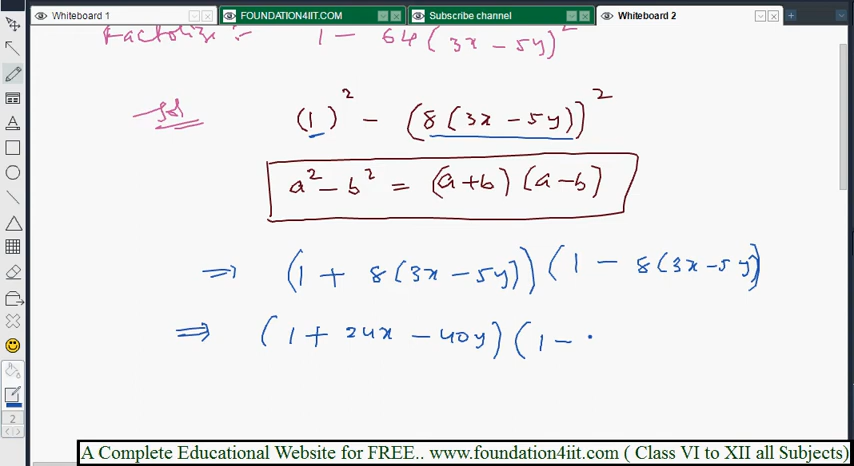 Whiteboard 1
FOUNDATION4IIT.COM
Subscribe channel
Whiteboard 2
Factorize :- 1 - 64(3x - 5y)²
Sol (1)² - (8(3x - 5y))²
a² - b² = (a+b) (a-b)
⇒ (1 + 8(3x - 5y)) (1 - 8(3x - 5y)
⇒ (1 + 24x - 40y) (1 -
2
A Complete Educational Website for FREE.. www.foundation4iit.com ( Class VI to XII all Subjects)